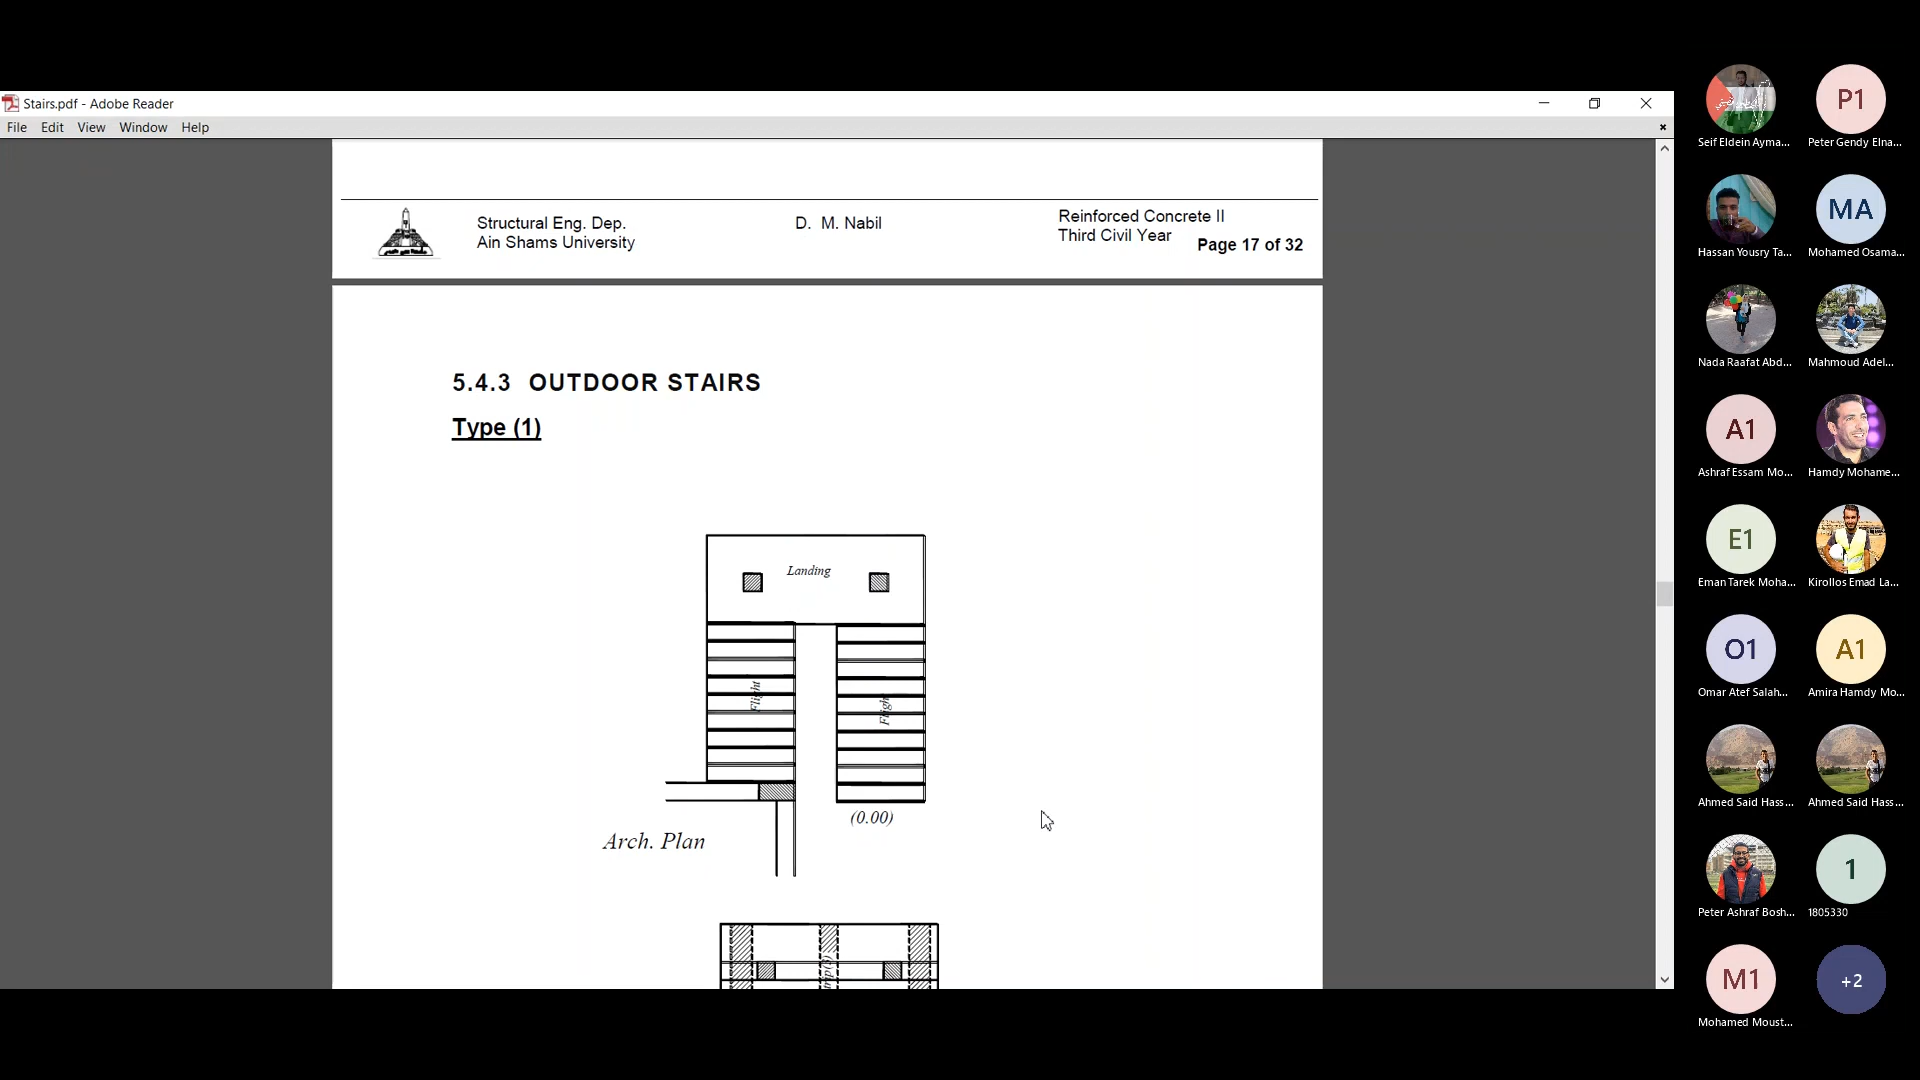 Stairs.pdf - Adobe Reader
File Edit View Window Help
Structural Eng. Dep.
Ain Shams University
D. M. Nabil
Reinforced Concrete II
Third Civil Year
Page 17 of 32
5.4.3 OUTDOOR STAIRS
Type (1)
Landing
Flight
Flight
(0.00)
Arch. Plan
P1
Seif Eldein Ayma...
Peter Gendy Elna...
MA
Hassan Yousry Ta...
Mohamed Osama...
Nada Raafat Abd...
Mahmoud Adel...
A1
Ashraf Essam Mo...
Hamdy Mohame...
E1
Eman Tarek Moha...
Kirollos Emad La...
O1
A1
Omar Atef Salah...
Amira Hamdy Mo...
Ahmed Said Hass...
Ahmed Said Hass...
1
Peter Ashraf Bosh...
1805330
M1
+2
Mohamed Moust...